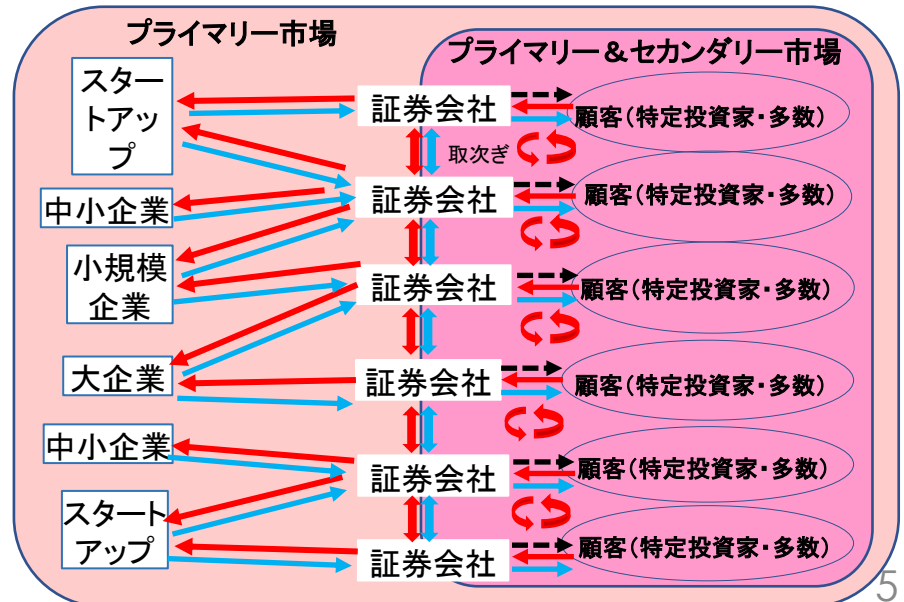 プライマリー市場
プライマリー＆セカンダリー市場
スター
トアッ
プ
証券会社
顧客（特定投資家・多数）
取次ぎ
中小企業
証券会社
顧客（特定投資家・多数）
小規模
企業
証券会社
顧客（特定投資家・多数）
大企業
証券会社
顧客（特定投資家・多数）
中小企業
証券会社
顧客（特定投資家・多数）
スタート
アップ
証券会社
顧客（特定投資家・多数）
5